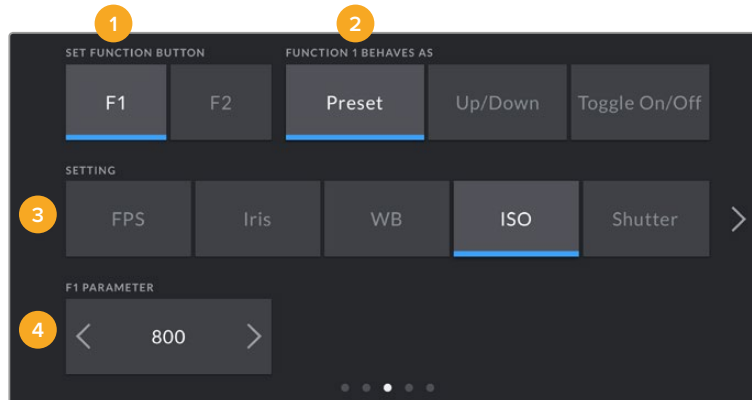 1 2
SET FUNCTION BUTTON FUNCTION 1 BEHAVES AS
F1 F2 Preset Up/Down Toggle On/Off
SETTING
3 FPS Iris WB ISO Shutter
F1 PARAMETER
4 800